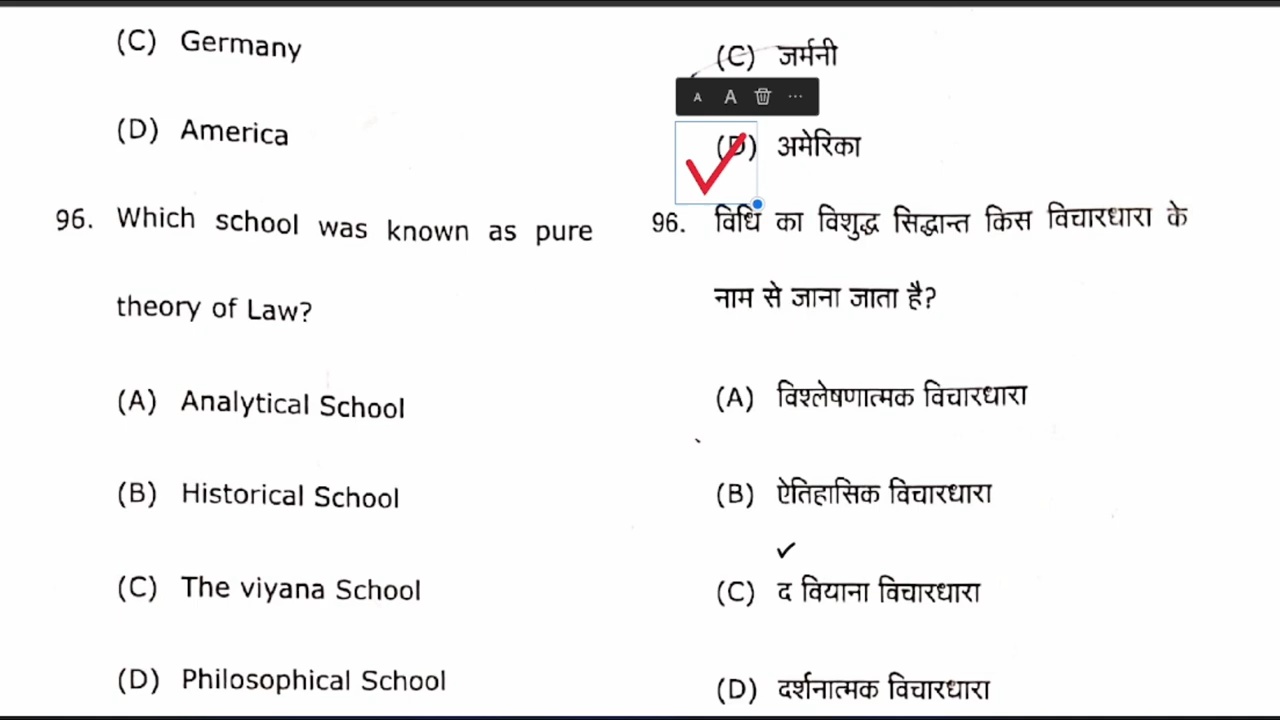 (C) Germany
(D) America
96. Which school was known as pure
theory of Law?
(A) Analytical School
(B) Historical School
(C) The viyana School
(D) Philosophical School
(C) जर्मनी
A A ...
(D) अमेरिका
96. विधि का विशुद्ध सिद्धान्त किस विचारधारा के
नाम से जाना जाता है?
(A) विश्लेषणात्मक विचारधारा
(B) ऐतिहासिक विचारधारा
(C) द वियाना विचारधारा
(D) दर्शनात्मक विचारधारा